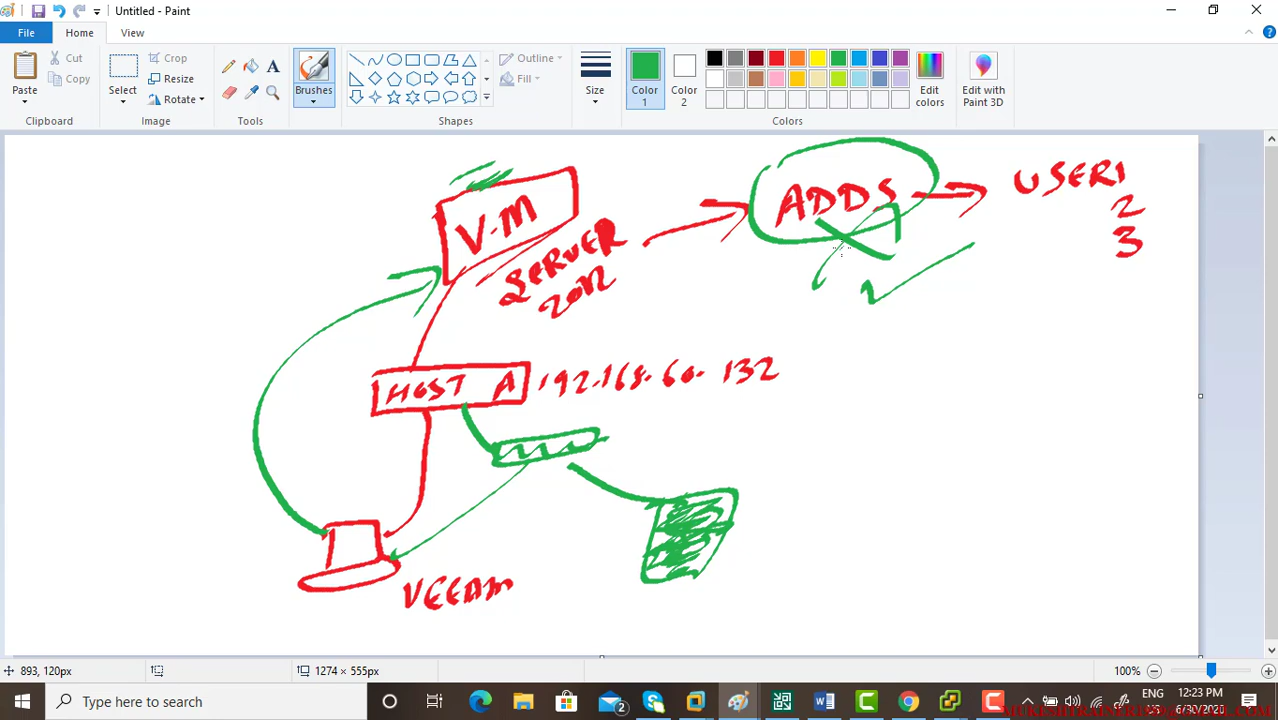 Untitled - Paint
File
Home
View
Paste
Cut
Copy
Clipboard
Select
Crop
Resize
Rotate
Image
Tools
Brushes
Shapes
Outline
Fill
Size
Color 1
Color 2
Colors
Edit colors
Edit with Paint 3D
V-M
SERVER
2012
ADDS
USER1
2
3
HOST A
192.168.60.132
VEEAM
893, 120px
1274 × 555px
100%
Type here to search
2
ENG
US
12:23 PM
6/30/2020